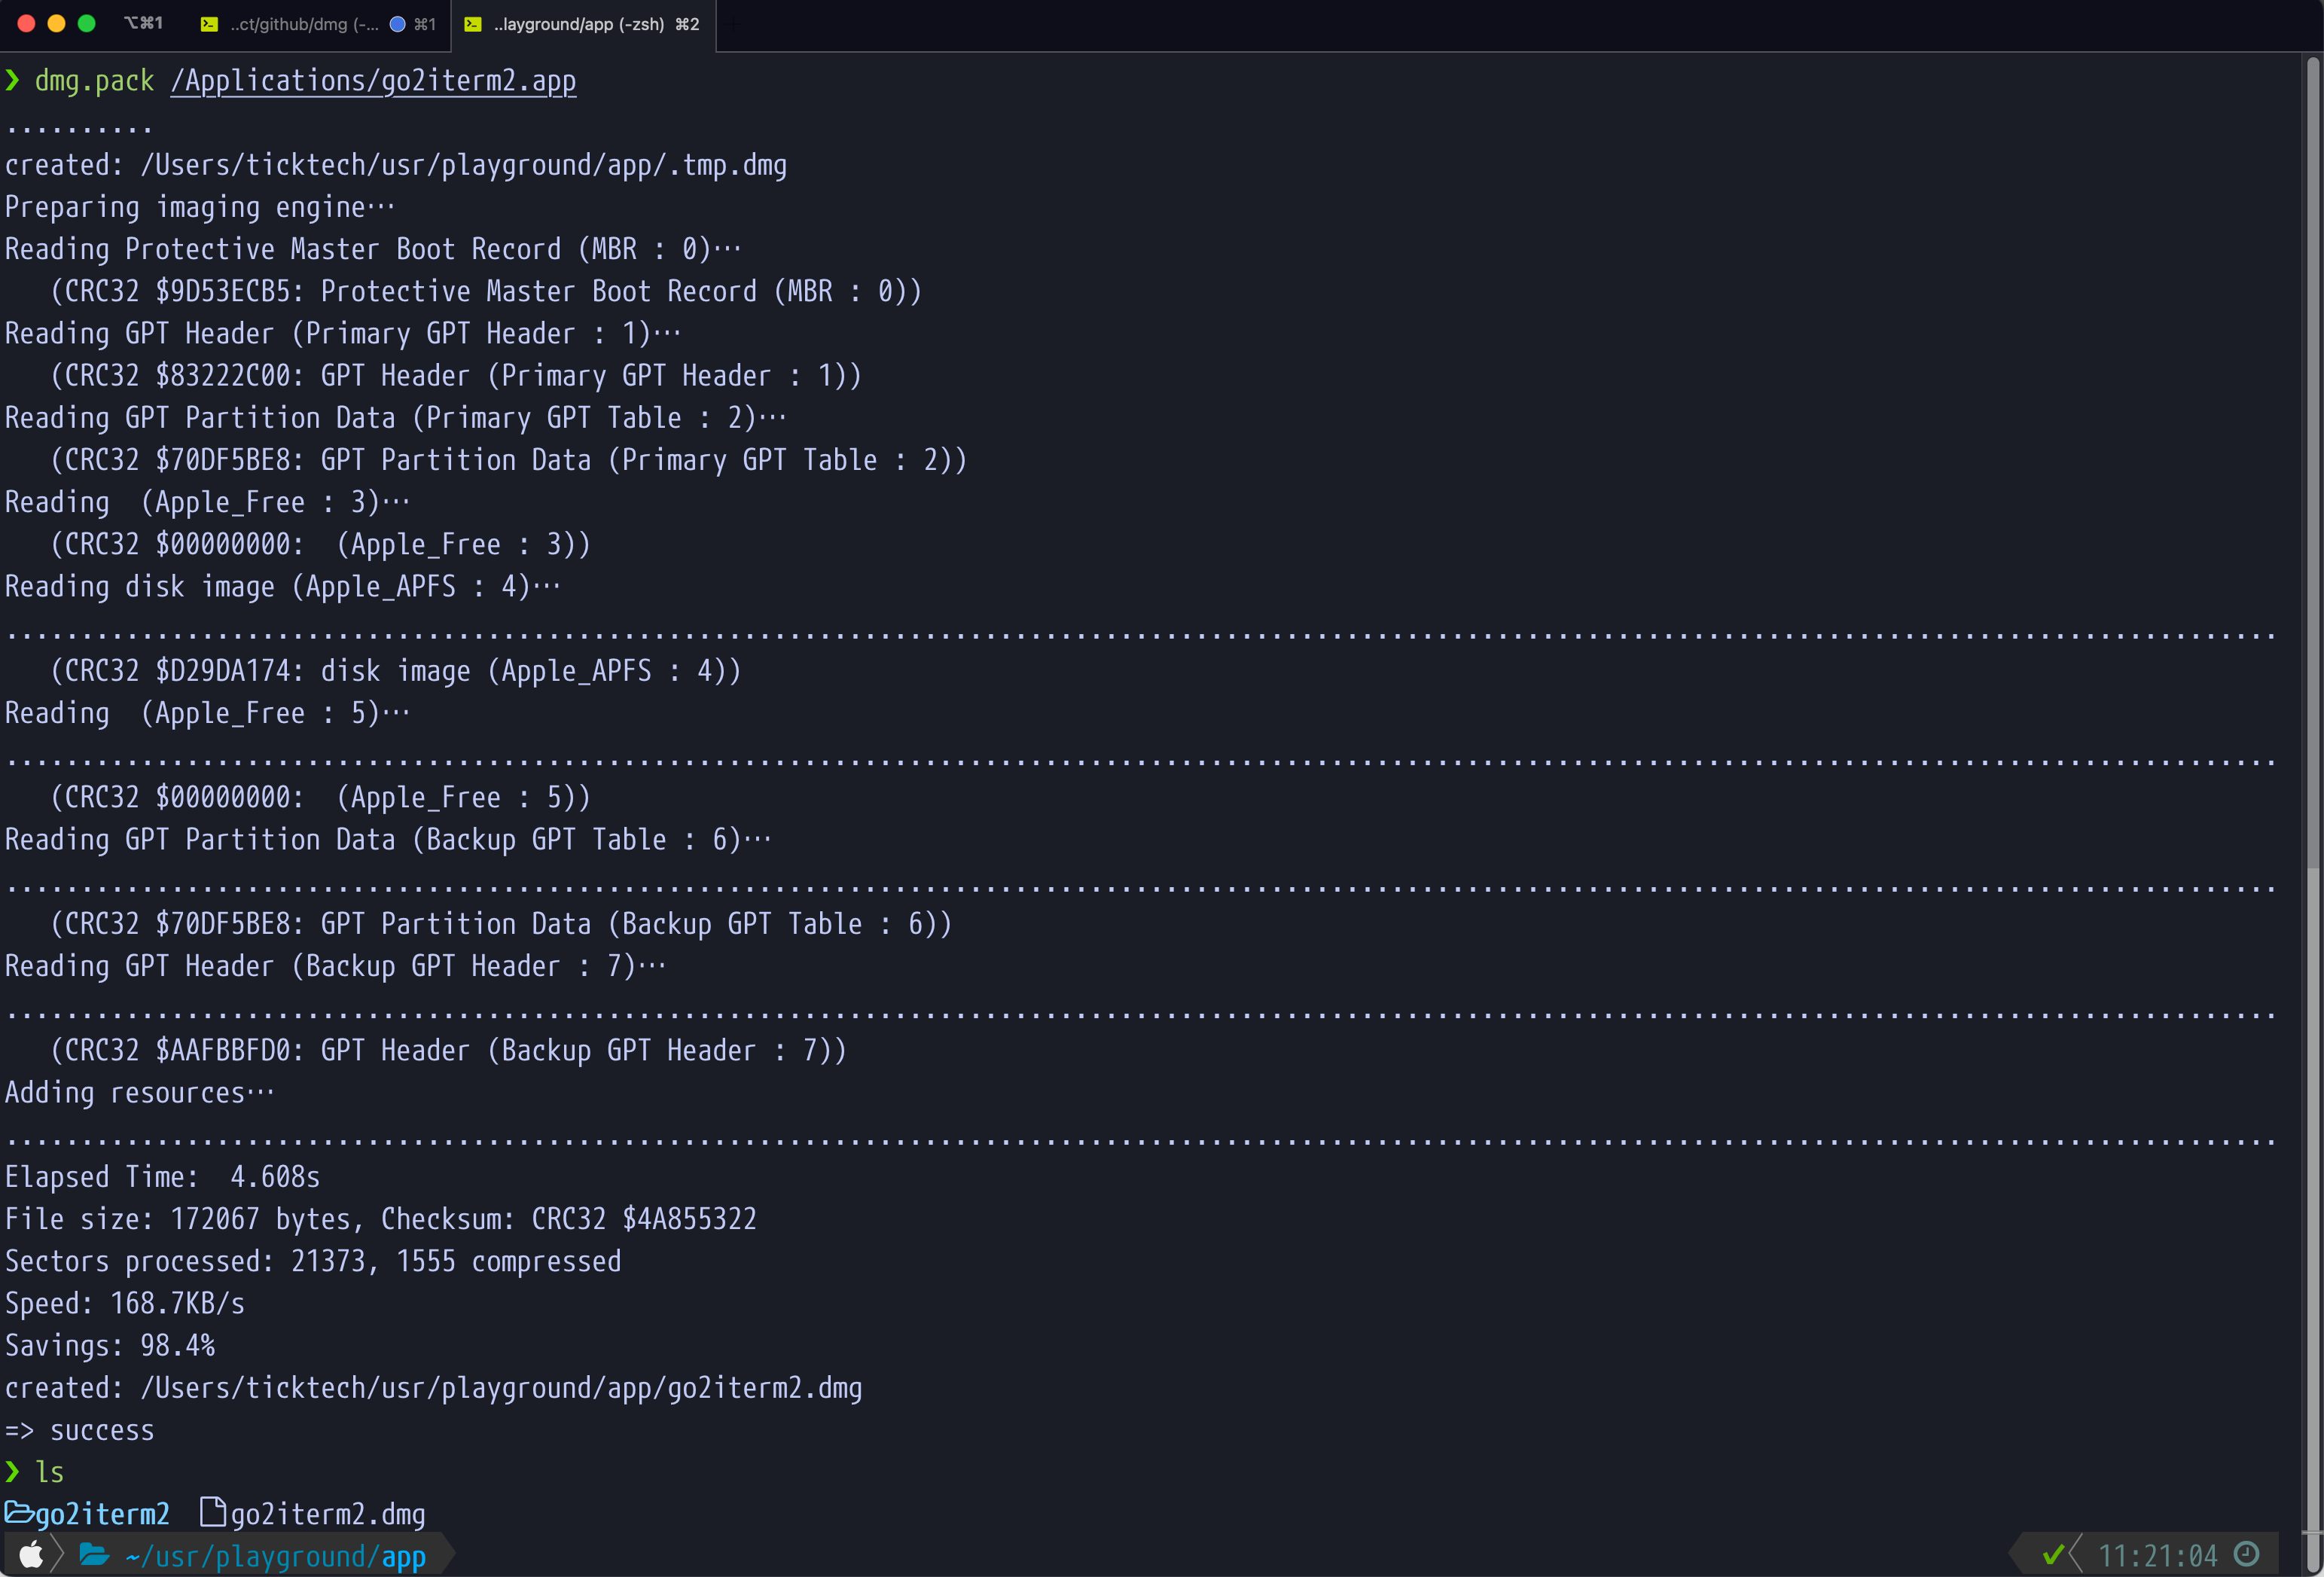 ⌥⌘1 ..ct/github/dmg (-... ⌘1 ..layground/app (-zsh) ⌘2
❯ dmg.pack /Applications/go2iterm2.app
..........
created: /Users/ticktech/usr/playground/app/.tmp.dmg
Preparing imaging engine…
Reading Protective Master Boot Record (MBR : 0)…
(CRC32 $9D53ECB5: Protective Master Boot Record (MBR : 0))
Reading GPT Header (Primary GPT Header : 1)…
(CRC32 $83222C00: GPT Header (Primary GPT Header : 1))
Reading GPT Partition Data (Primary GPT Table : 2)…
(CRC32 $70DF5BE8: GPT Partition Data (Primary GPT Table : 2))
Reading  (Apple_Free : 3)…
(CRC32 $00000000:  (Apple_Free : 3))
Reading disk image (Apple_APFS : 4)…
.......................................................................................................................................................
(CRC32 $D29DA174: disk image (Apple_APFS : 4))
Reading  (Apple_Free : 5)…
.......................................................................................................................................................
(CRC32 $00000000:  (Apple_Free : 5))
Reading GPT Partition Data (Backup GPT Table : 6)…
.......................................................................................................................................................
(CRC32 $70DF5BE8: GPT Partition Data (Backup GPT Table : 6))
Reading GPT Header (Backup GPT Header : 7)…
.......................................................................................................................................................
(CRC32 $AAFBBFD0: GPT Header (Backup GPT Header : 7))
Adding resources…
.......................................................................................................................................................
Elapsed Time:  4.608s
File size: 172067 bytes, Checksum: CRC32 $4A855322
Sectors processed: 21373, 1555 compressed
Speed: 168.7KB/s
Savings: 98.4%
created: /Users/ticktech/usr/playground/app/go2iterm2.dmg
=> success
❯ ls
go2iterm2 go2iterm2.dmg
~/usr/playground/app ✓ 11:21:04